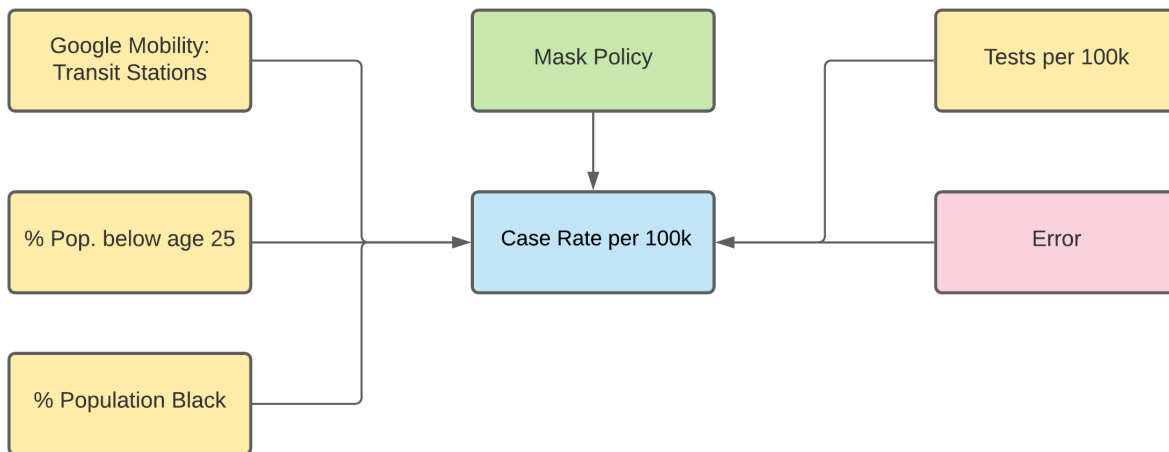 Google Mobility:
Transit Stations
Mask Policy
Tests per 100k
% Pop. below age 25
Case Rate per 100k
Error
% Population Black